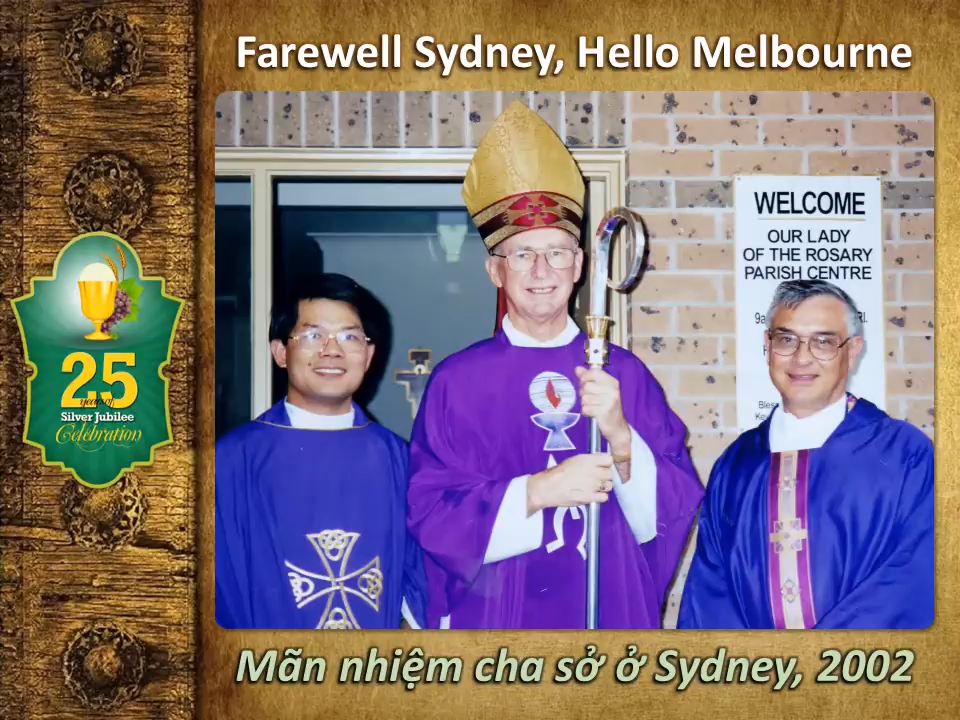 Farewell Sydney, Hello Melbourne
WELCOME
OUR LADY
OF THE ROSARY
PARISH CENTRE
25
years of
Silver Jubilee
Celebration
Mãn nhiệm cha sở ở Sydney, 2002